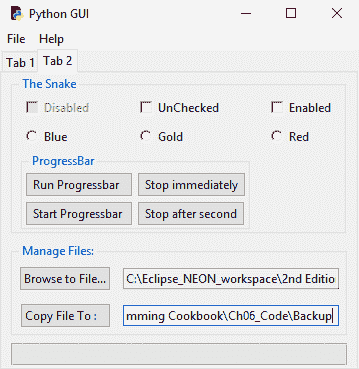 Python GUI
File Help
Tab 1 Tab 2
The Snake
Disabled UnChecked Enabled
Blue Gold Red
ProgressBar
Run Progressbar Stop immediately
Start Progressbar Stop after second
Manage Files:
Browse to File... C:\Eclipse_NEON_workspace\2nd Edition
Copy File To : mming Cookbook\Ch06_Code\Backup